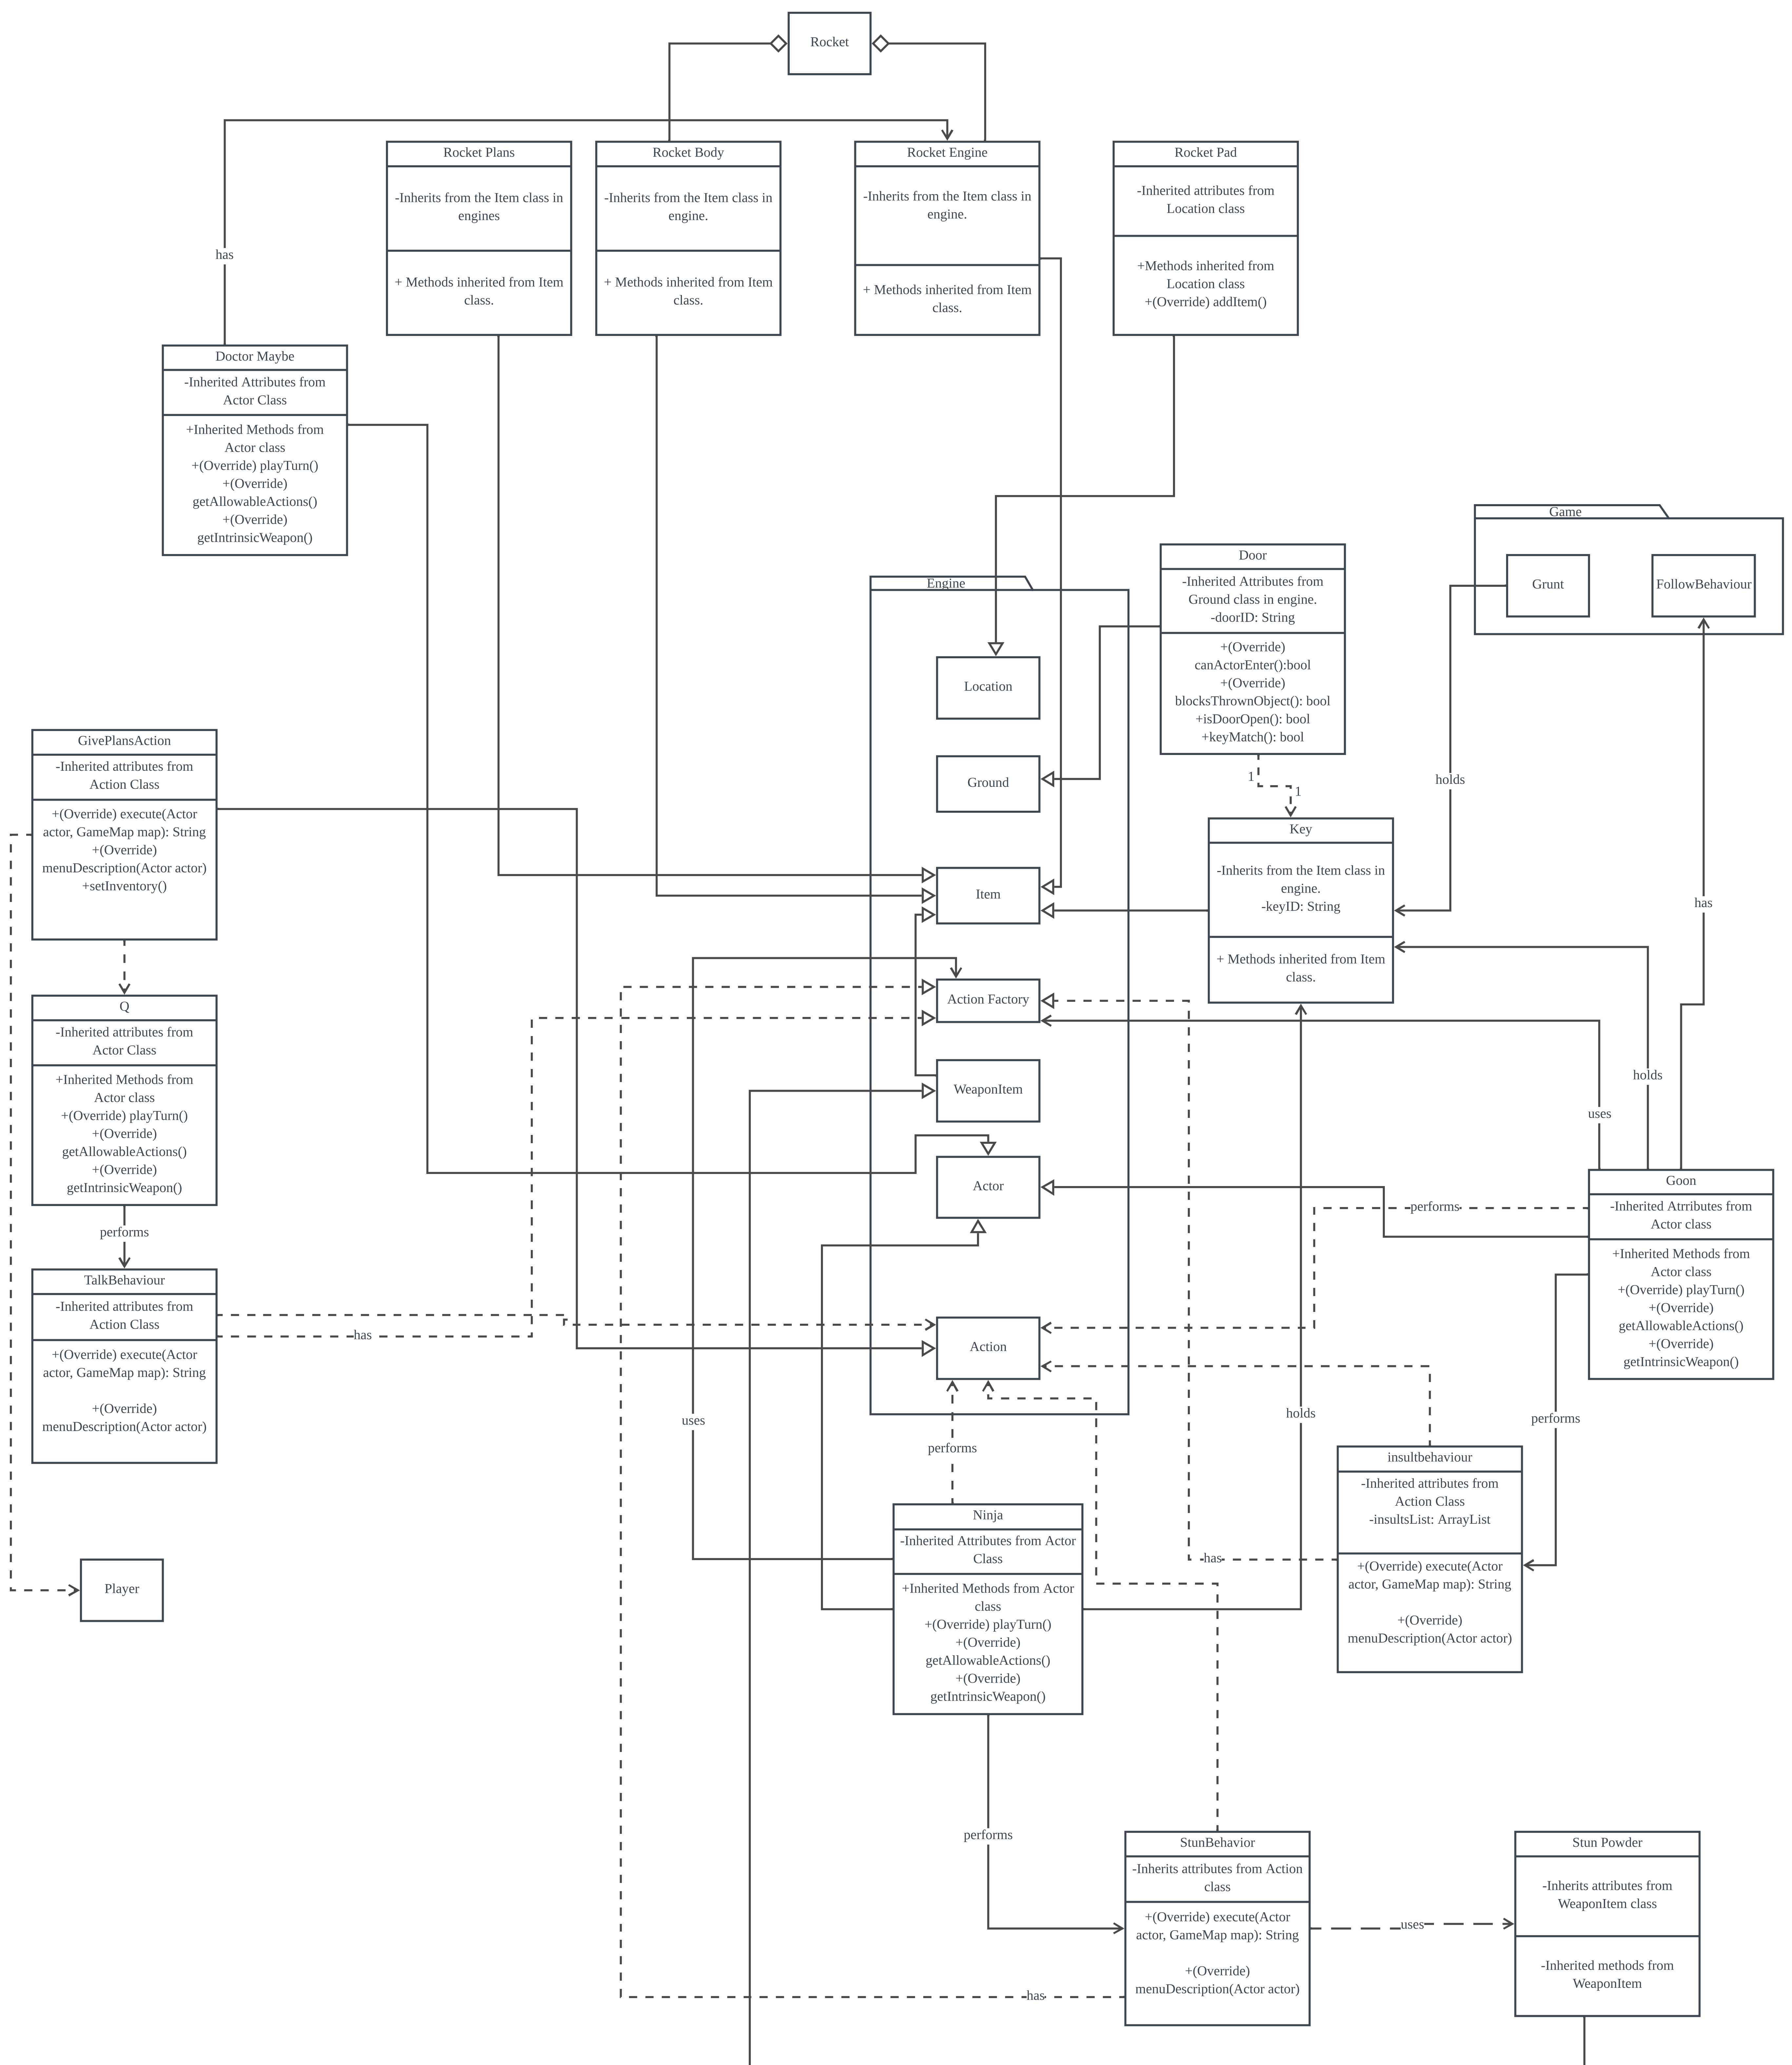 Rocket
Rocket Plans
-Inherits from the Item class in
engines
+ Methods inherited from Item
class.
Rocket Body
-Inherits from the Item class in
engine.
+ Methods inherited from Item
class.
Rocket Engine
-Inherits from the Item class in
engine.
+ Methods inherited from Item
class.
Rocket Pad
-Inherited attributes from
Location class
+Methods inherited from
Location class
+(Override) addItem()
has
Doctor Maybe
-Inherited Attributes from
Actor Class
+Inherited Methods from
Actor class
+(Override) playTurn()
+(Override)
getAllowableActions()
+(Override)
getIntrinsicWeapon()
Game
Grunt
FollowBehaviour
Door
-Inherited Attributes from
Ground class in engine.
-doorID: String
+(Override)
canActorEnter():bool
+(Override)
blocksThrownObject(): bool
+isDoorOpen(): bool
+keyMatch(): bool
Engine
Location
Ground
Item
Action Factory
WeaponItem
Actor
Action
1
1
holds
Key
-Inherits from the Item class in
engine.
-keyID: String
+ Methods inherited from Item
class.
has
holds
uses
GivePlansAction
-Inherited attributes from
Action Class
+(Override) execute(Actor
actor, GameMap map): String
+(Override)
menuDescription(Actor actor)
+setInventory()
Q
-Inherited attributes from
Actor Class
+Inherited Methods from
Actor class
+(Override) playTurn()
+(Override)
getAllowableActions()
+(Override)
getIntrinsicWeapon()
performs
TalkBehaviour
-Inherited attributes from
Action Class
+(Override) execute(Actor
actor, GameMap map): String
+(Override)
menuDescription(Actor actor)
has
Player
Goon
-Inherited Atrributes from
Actor class
+Inherited Methods from
Actor class
+(Override) playTurn()
+(Override)
getAllowableActions()
+(Override)
getIntrinsicWeapon()
performs
performs
uses
performs
holds
insultbehaviour
-Inherited attributes from
Action Class
-insultsList: ArrayList
+(Override) execute(Actor
actor, GameMap map): String
+(Override)
menuDescription(Actor actor)
has
Ninja
-Inherited Attributes from Actor
Class
+Inherited Methods from Actor
class
+(Override) playTurn()
+(Override)
getAllowableActions()
+(Override)
getIntrinsicWeapon()
performs
StunBehavior
-Inherits attributes from Action
class
+(Override) execute(Actor
actor, GameMap map): String
+(Override)
menuDescription(Actor actor)
has
uses
Stun Powder
-Inherits attributes from
WeaponItem class
-Inherited methods from
WeaponItem